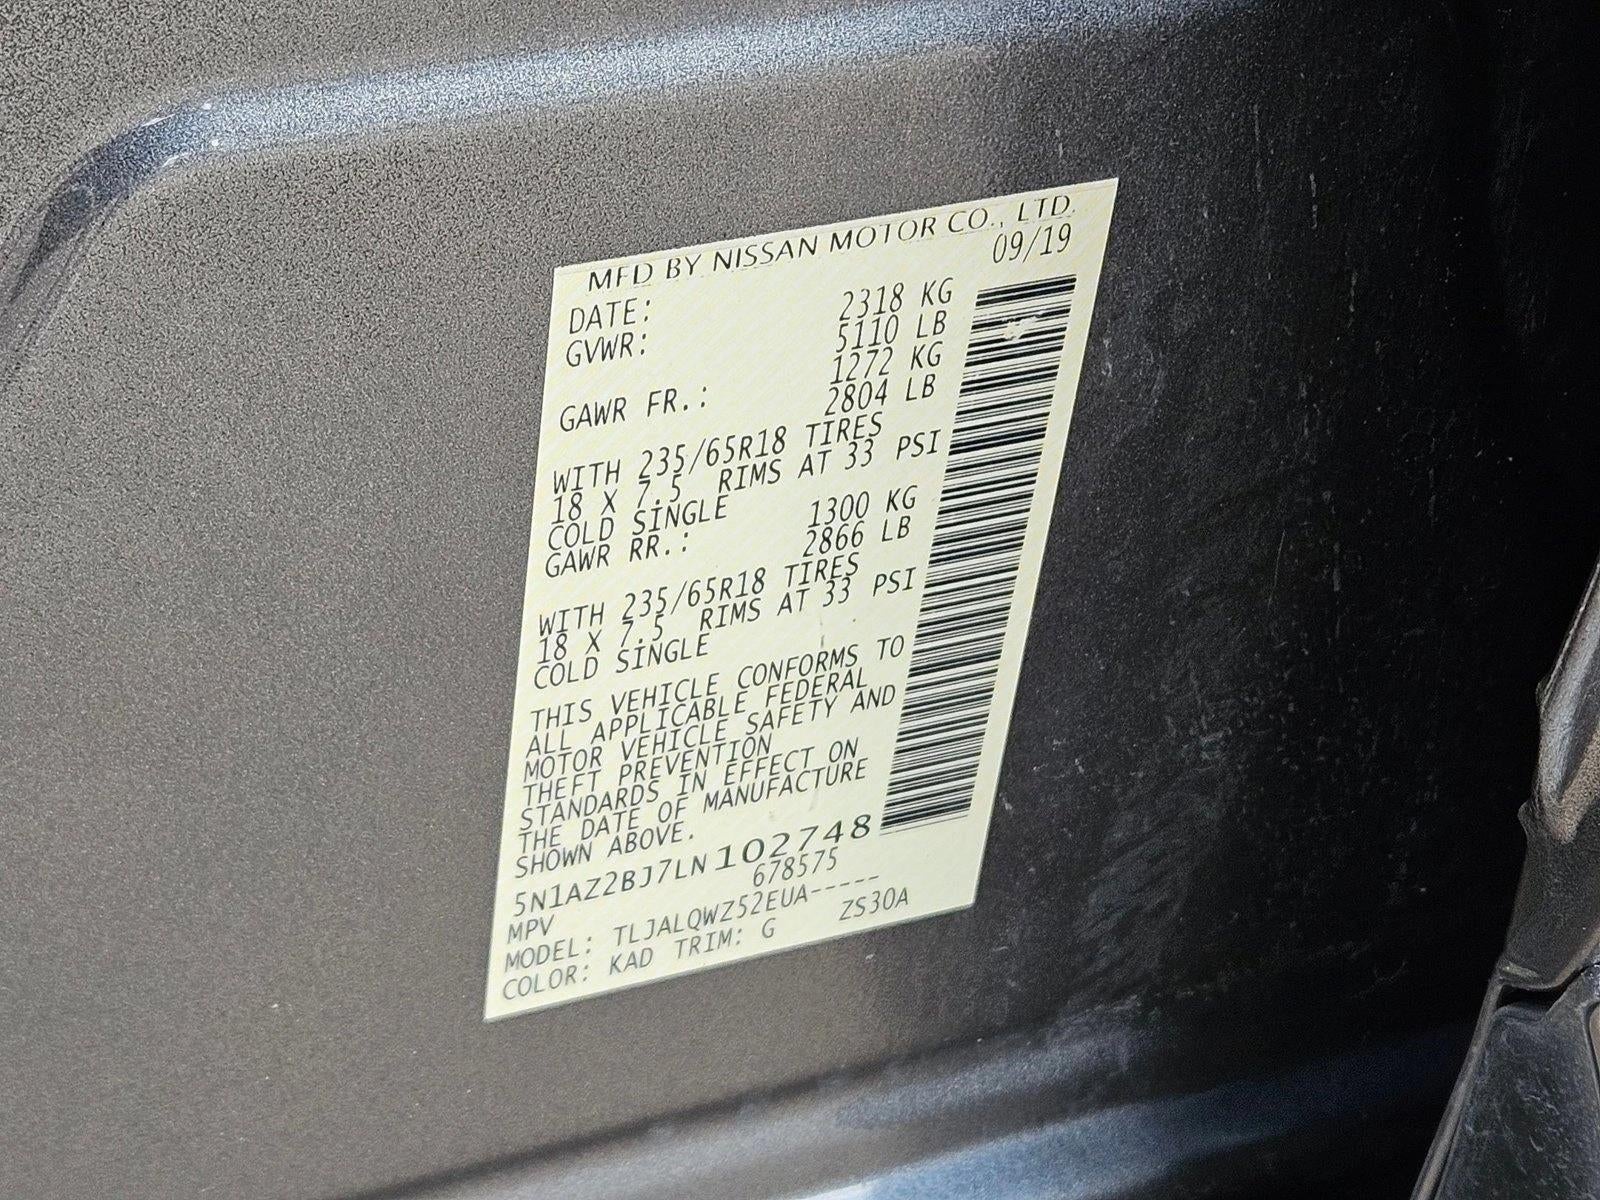 MFD BY NISSAN MOTOR CO., LTD.
DATE: 09/19
GVWR: 2318 KG
5110 LB
GAWR FR.: 1272 KG
2804 LB
WITH 235/65R18 TIRES
18 X 7.5 RIMS AT 33 PSI
COLD SINGLE
GAWR RR.: 1300 KG
2866 LB
WITH 235/65R18 TIRES
18 X 7.5 RIMS AT 33 PSI
COLD SINGLE
THIS VEHICLE CONFORMS TO
ALL APPLICABLE FEDERAL
MOTOR VEHICLE SAFETY AND
THEFT PREVENTION
STANDARDS IN EFFECT ON
THE DATE OF MANUFACTURE
SHOWN ABOVE.
5N1AZ2BJ7LN102748
MPV 678575
MODEL: TLJALQWZ52EUA-----
COLOR: KAD TRIM: G ZS30A